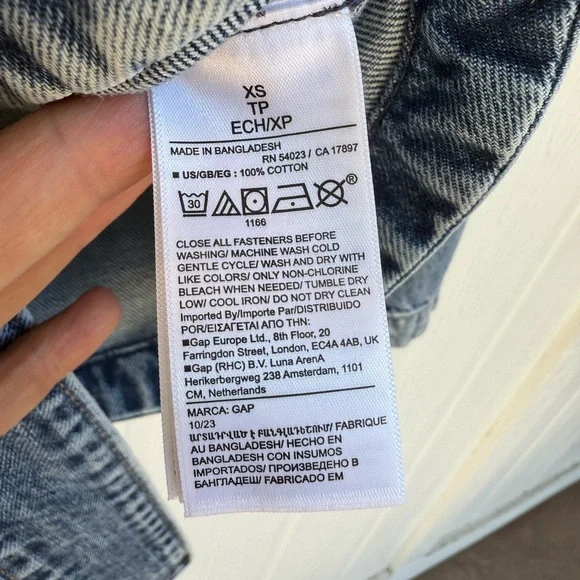 XS
TP
ECH/XP
MADE IN BANGLADESH
RN 54023 / CA 17897
■ US/GB/EG : 100% COTTON
30
®
1166
CLOSE ALL FASTENERS BEFORE
WASHING/ MACHINE WASH COLD
GENTLE CYCLE/ WASH AND DRY WITH
LIKE COLORS/ ONLY NON-CHLORINE
BLEACH WHEN NEEDED/ TUMBLE DRY
LOW/ COOL IRON/ DO NOT DRY CLEAN
Imported By/Importé Par/DISTRIBUIDO
POR/ΕΙΣΑΓΕΤΑΙ ΑΠΟ ΤΗΝ:
■Gap Europe Ltd., 8th Floor, 20
Farringdon Street, London, EC4A 4AB, UK
■Gap (RHC) B.V. Luna ArenA
Herikerbergweg 238 Amsterdam, 1101
CM, Netherlands
MARCA: GAP
10/23
ԱՐՏԱԴՐՎԱԾ Է ԲԱՆԳԼԱԴԵՇՈՒՄ/ FABRIQUE
AU BANGLADESH/ HECHO EN
BANGLADESH CON INSUMOS
IMPORTADOS/ ПРОИЗВЕДЕНО В
БАНГЛАДЕШ/ FABRICADO EM